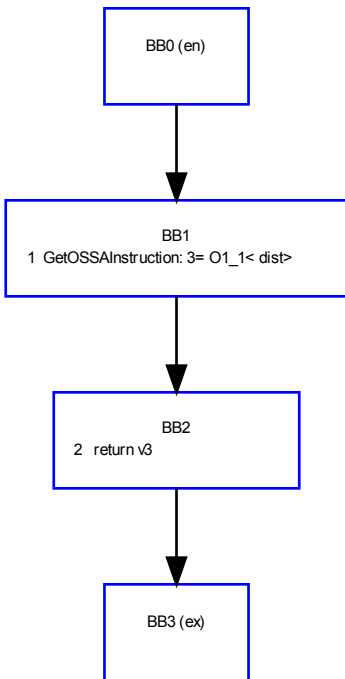 BB0 (en)
BB1
1 GetOSSAInstruction: 3= O1_1< dist>
BB2
2 return v3
BB3 (ex)